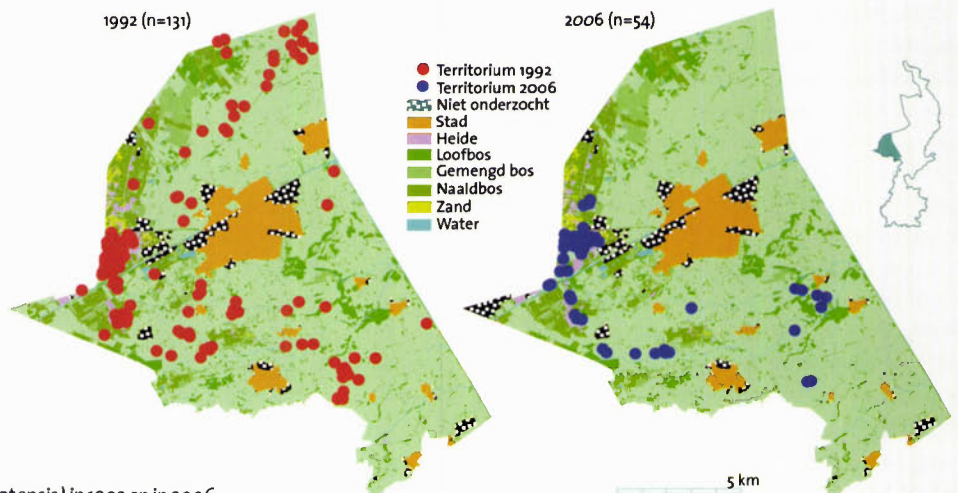 1992 (n=131)
2006 (n=54)
Territorium 1992
Territorium 2006
Niet onderzocht
Stad
Heide
Loofbos
Gemengd bos
Naaldbos
Zand
Water
5 km